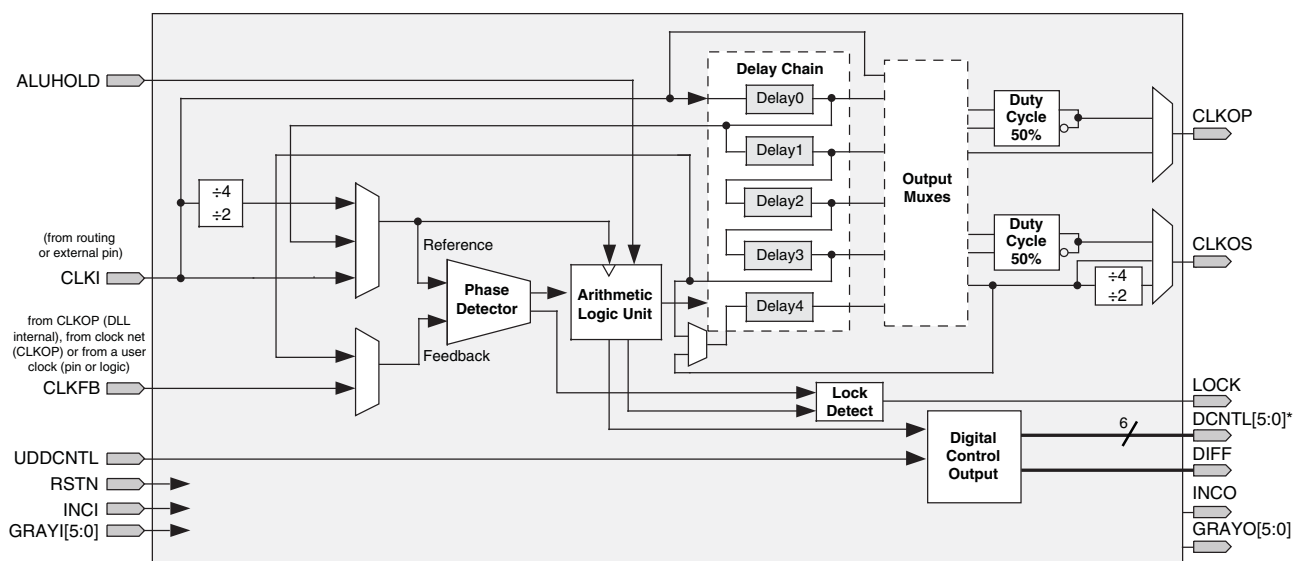 ALUHOLD
(from routing
or external pin)
CLKI
from CLKOP (DLL
internal), from clock net
(CLKOP) or from a user
clock (pin or logic)
CLKFB
UDDCNTL
RSTN
INCI
GRAYI[5:0]
÷4
÷2
Reference
Phase
Detector
Feedback
Arithmetic
Logic Unit
Delay Chain
Delay0
Delay1
Delay2
Delay3
Delay4
Output
Muxes
Duty
Cycle
50%
Duty
Cycle
50%
÷4
÷2
Lock
Detect
Digital
Control
Output
6
CLKOP
CLKOS
LOCK
DCNTL[5:0]*
DIFF
INCO
GRAYO[5:0]